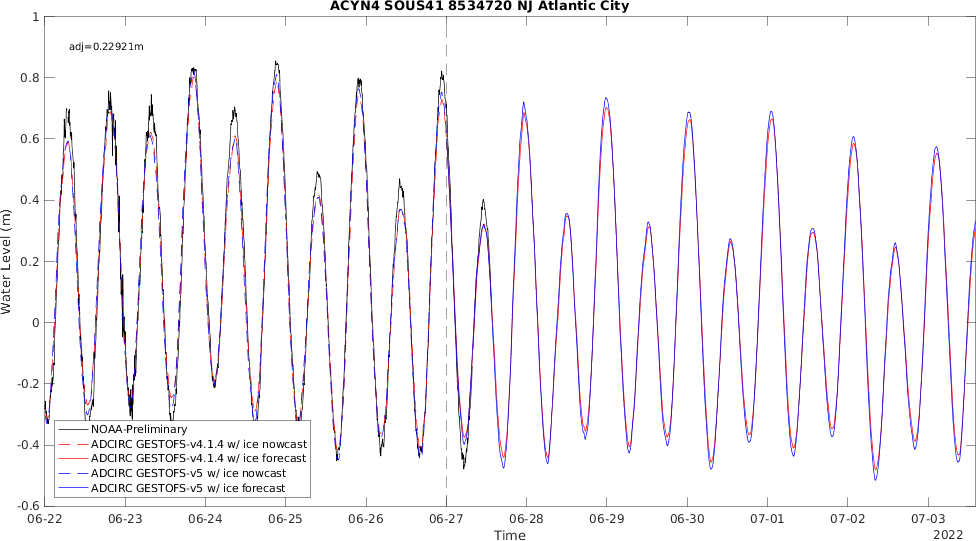 ACYN4 SOUS41 8534720 NJ Atlantic City
adj=0.22921m
Water Level (m)
1
0.8
0.6
0.4
0.2
0
-0.2
-0.4
-0.6
NOAA-Preliminary
ADCIRC GESTOFS-v4.1.4 w/ ice nowcast
ADCIRC GESTOFS-v4.1.4 w/ ice forecast
ADCIRC GESTOFS-v5 w/ ice nowcast
ADCIRC GESTOFS-v5 w/ ice forecast
06-22 06-23 06-24 06-25 06-26 06-27 06-28 06-29 06-30 07-01 07-02 07-03
Time
2022